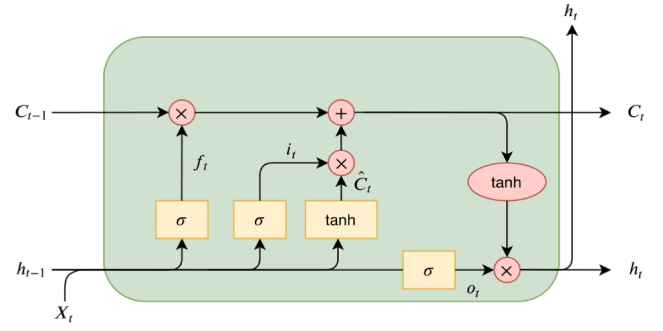 h_t
C_{t-1}
×
+
C_t
f_t
i_t
×
Ĉ_t
tanh
σ
σ
tanh
h_{t-1}
σ
o_t
×
h_t
X_t